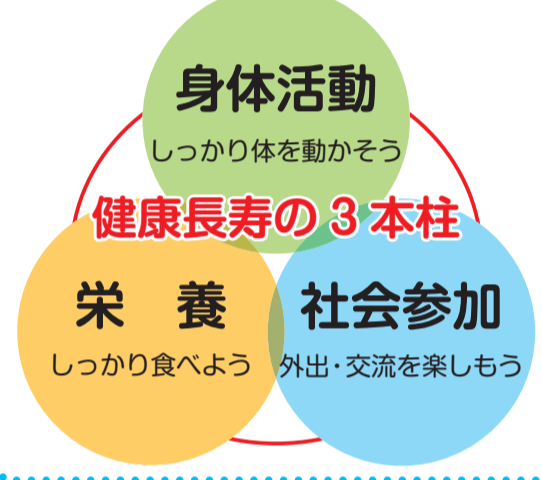 身体活動
しっかり体を動かそう
健康長寿の3本柱
栄　養
しっかり食べよう
社会参加
外出・交流を楽しもう